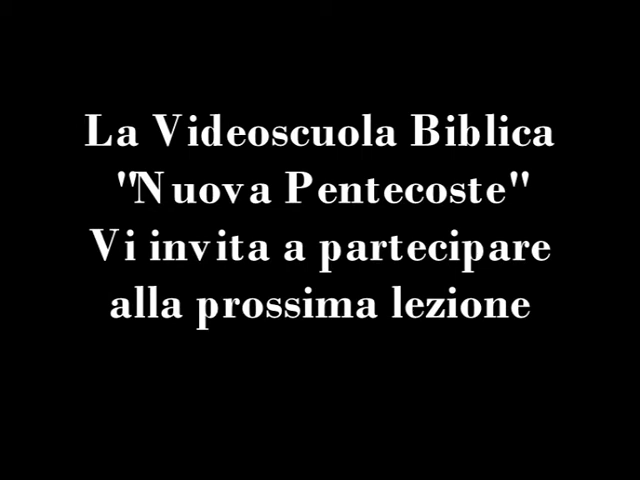 La Videoscuola Biblica
"Nuova Pentecoste"
Vi invita a partecipare
alla prossima lezione